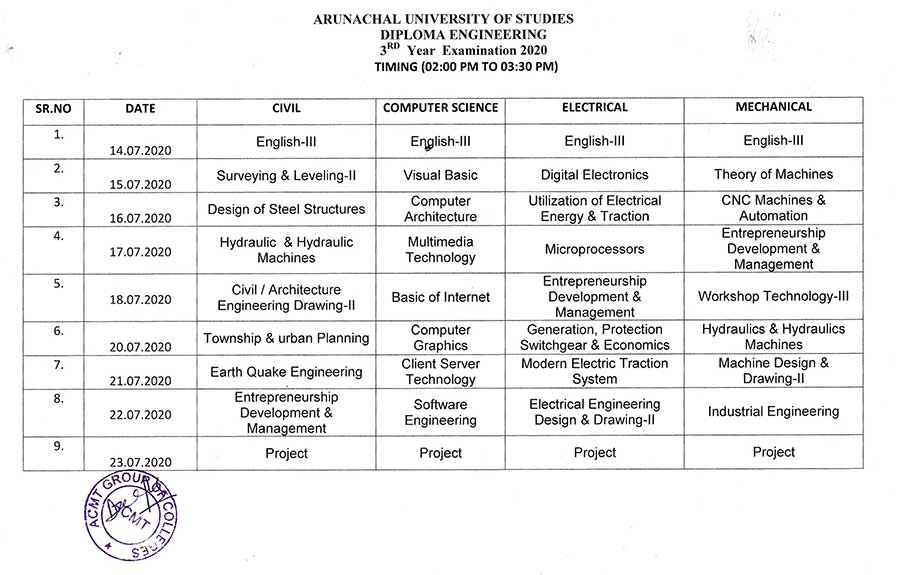 ARUNACHAL UNIVERSITY OF STUDIES
DIPLOMA ENGINEERING
3RD Year Examination 2020
TIMING (02:00 PM TO 03:30 PM)
SR.NO DATE CIVIL COMPUTER SCIENCE ELECTRICAL MECHANICAL
1. 14.07.2020 English-III English-III English-III English-III
2. 15.07.2020 Surveying & Leveling-II Visual Basic Digital Electronics Theory of Machines
3. 16.07.2020 Design of Steel Structures Computer Architecture Utilization of Electrical Energy & Traction CNC Machines & Automation
4. 17.07.2020 Hydraulic & Hydraulic Machines Multimedia Technology Microprocessors Entrepreneurship Development & Management
5. 18.07.2020 Civil / Architecture Engineering Drawing-II Basic of Internet Entrepreneurship Development & Management Workshop Technology-III
6. 20.07.2020 Township & urban Planning Computer Graphics Generation, Protection Switchgear & Economics Hydraulics & Hydraulics Machines
7. 21.07.2020 Earth Quake Engineering Client Server Technology Modern Electric Traction System Machine Design & Drawing-II
8. 22.07.2020 Entrepreneurship Development & Management Software Engineering Electrical Engineering Design & Drawing-II Industrial Engineering
9. 23.07.2020 Project Project Project Project
ACMT GROUP OF COLLEGES
ACMT